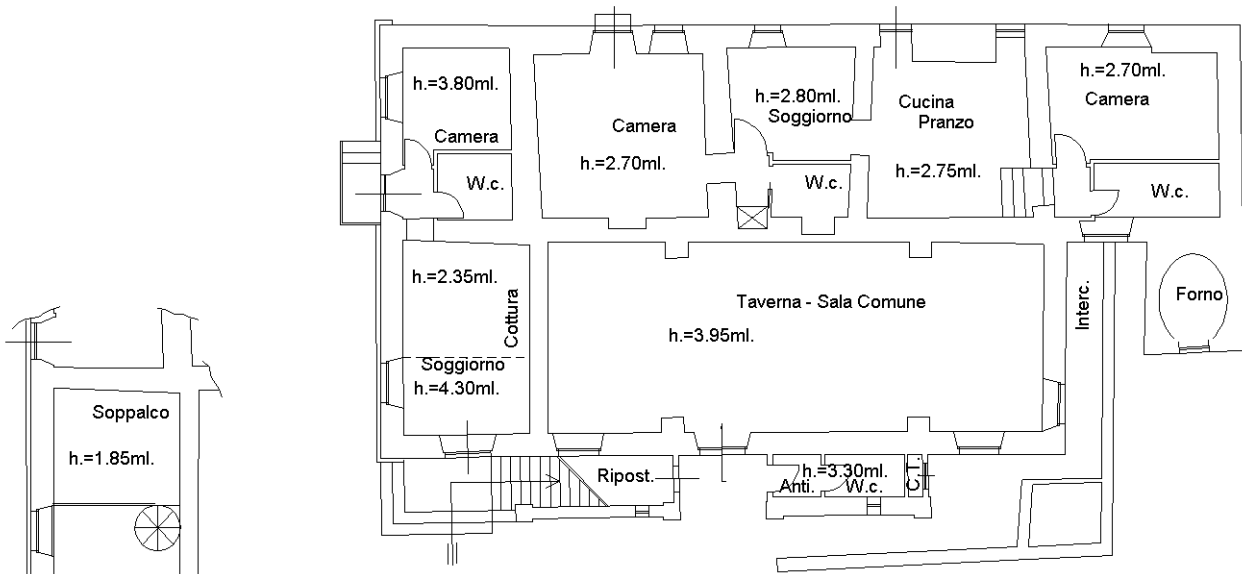 h.=3.80ml.
Camera
W.c.
Camera
h.=2.70ml.
h.=2.80ml.
Soggiorno
W.c.
Cucina
Pranzo
h.=2.75ml.
h.=2.70ml.
Camera
W.c.
h.=2.35ml.
Cottura
Soggiorno
h.=4.30ml.
Taverna - Sala Comune
h.=3.95ml.
Interc.
Forno
Soppalco
h.=1.85ml.
Ripost.
h.=3.30ml.
Anti.
W.c.
C.T.